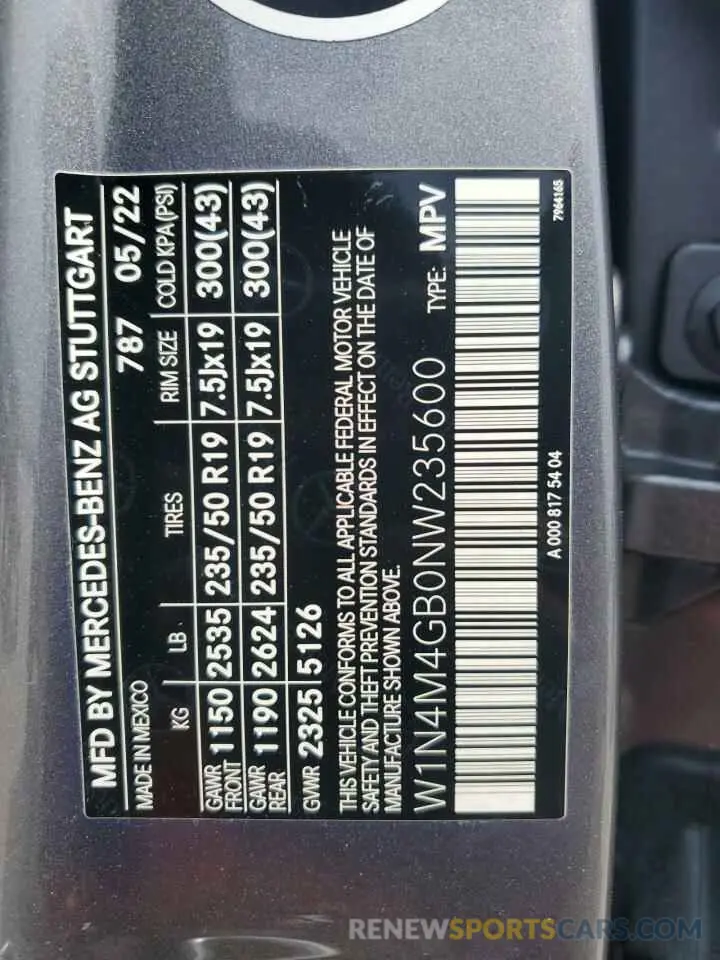 MFD BY MERCEDES-BENZ AG STUTTGART
MADE IN MEXICO 787 05/22
KG LB TIRES RIM SIZE COLD KPA (PSI)
GAWR FRONT 1150 2535 235/50 R19 7.5Jx19 300(43)
GAWR REAR 1190 2624 235/50 R19 7.5Jx19 300(43)
GVWR 2325 5126
THIS VEHICLE CONFORMS TO ALL APPLICABLE FEDERAL MOTOR VEHICLE
SAFETY AND THEFT PREVENTION STANDARDS IN EFFECT ON THE DATE OF
MANUFACTURE SHOWN ABOVE.
W1N4M4GB0NW235600 TYPE: MPV
A 000 817 54 04 7964165
RENEWSPORTSCARS.COM